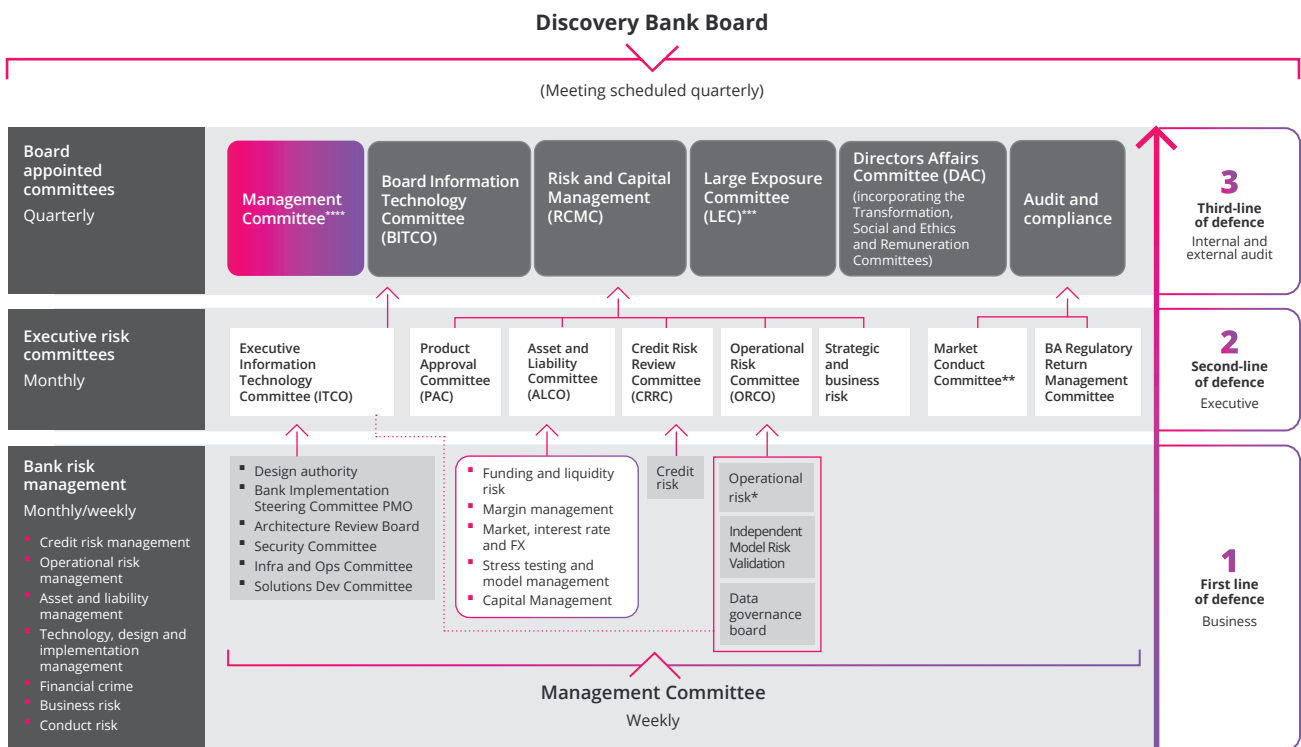 Discovery Bank Board
(Meeting scheduled quarterly)
Board
appointed
committees
Quarterly
Management
Committee****
Board Information
Technology
Committee
(BITCO)
Risk and Capital
Management
(RCMC)
Large Exposure
Committee
(LEC)***
Directors Affairs
Committee (DAC)
(incorporating the
Transformation,
Social and Ethics
and Remuneration
Committees)
Audit and
compliance
3
Third-line
of defence
Internal and
external audit
Executive risk
committees
Monthly
Executive
Information
Technology
Committee (ITCO)
Product
Approval
Committee
(PAC)
Asset and
Liability
Committee
(ALCO)
Credit Risk
Review
Committee
(CRRC)
Operational
Risk
Committee
(ORCO)
Strategic
and
business
risk
Market
Conduct
Committee**
BA Regulatory
Return
Management
Committee
2
Second-line
of defence
Executive
Bank risk
management
Monthly/weekly
Credit risk management
Operational risk
management
Asset and liability
management
Technology, design and
implementation
management
Financial crime
Business risk
Conduct risk
Design authority
Bank Implementation
Steering Committee PMO
Architecture Review Board
Security Committee
Infra and Ops Committee
Solutions Dev Committee
Funding and liquidity
risk
Margin management
Market, interest rate
and FX
Stress testing and
model management
Capital Management
Credit
risk
Operational
risk*
Independent
Model Risk
Validation
Data
governance
board
1
First line
of defence
Business
Management Committee
Weekly